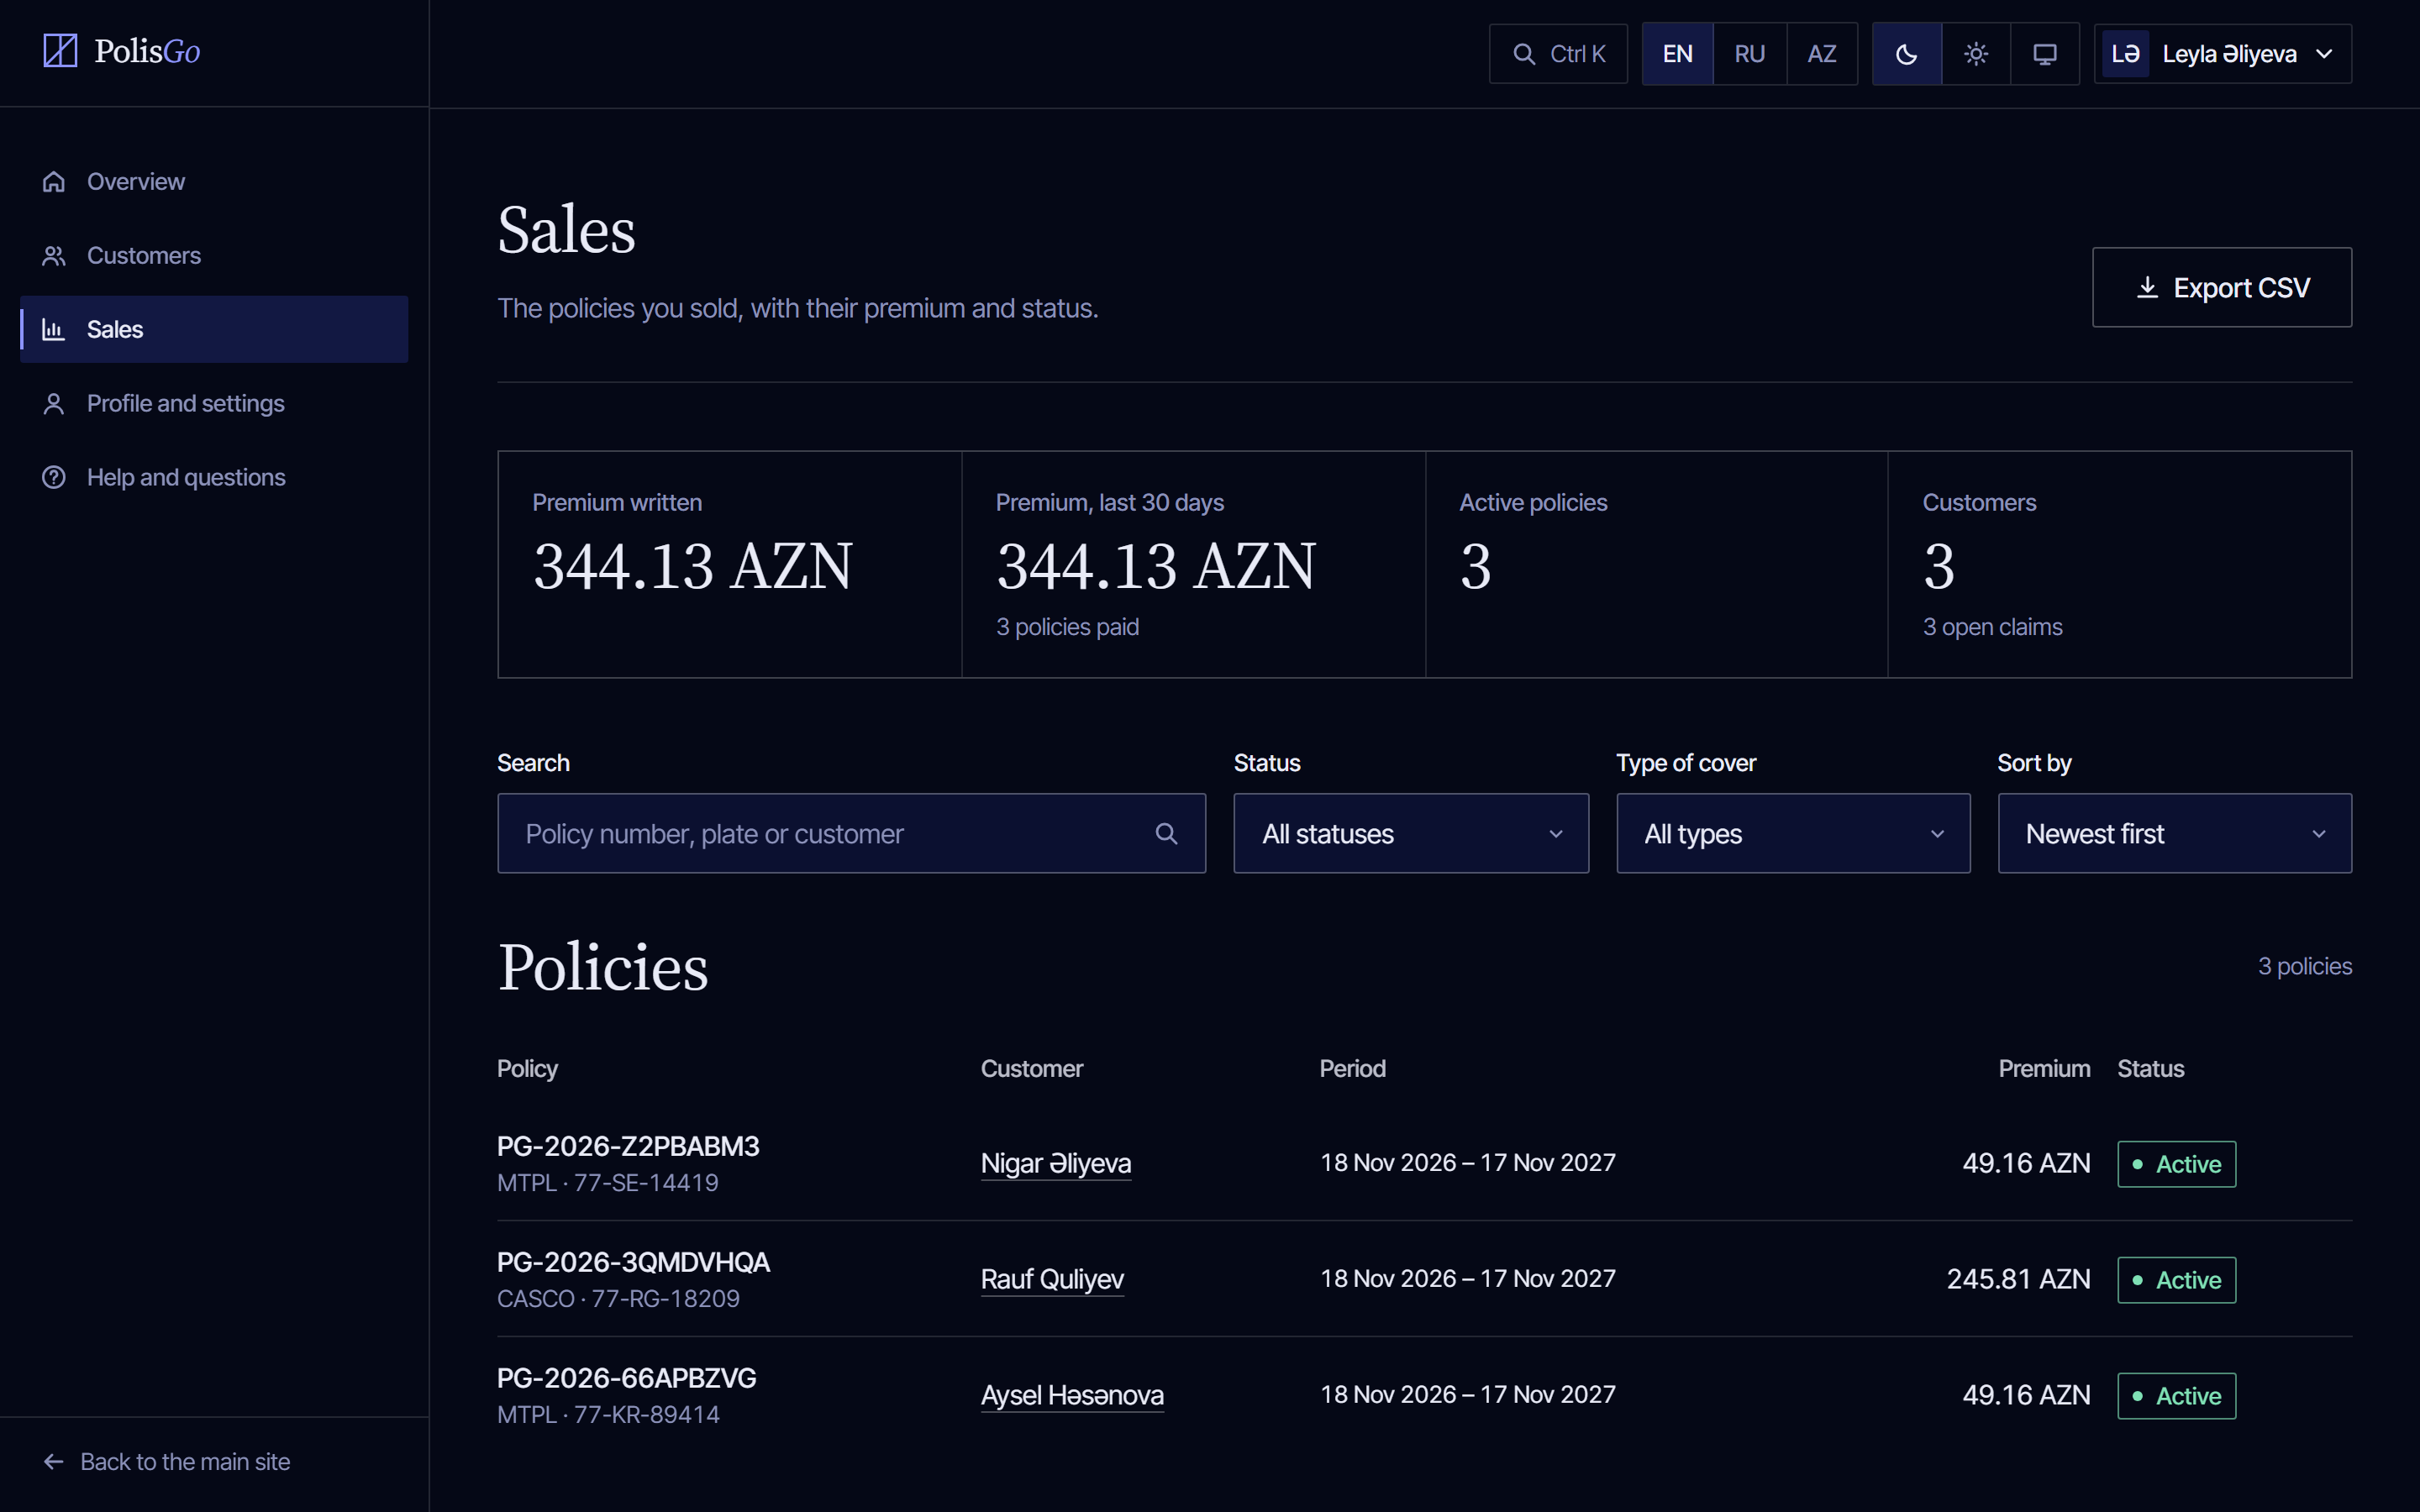 PolisGo
Ctrl K
EN
RU
AZ
LƏ
Leyla Əliyeva
Overview
Customers
Sales
Profile and settings
Help and questions
Back to the main site
Sales
The policies you sold, with their premium and status.
Export CSV
Premium written
344.13 AZN
Premium, last 30 days
344.13 AZN
3 policies paid
Active policies
3
Customers
3
3 open claims
Search
Policy number, plate or customer
Status
All statuses
Type of cover
All types
Sort by
Newest first
Policies
3 policies
Policy Customer Period Premium Status
PG-2026-Z2PBABM3
MTPL · 77-SE-14419
Nigar Əliyeva
18 Nov 2026 – 17 Nov 2027
49.16 AZN
Active
PG-2026-3QMDVHQA
CASCO · 77-RG-18209
Rauf Quliyev
18 Nov 2026 – 17 Nov 2027
245.81 AZN
Active
PG-2026-66APBZVG
MTPL · 77-KR-89414
Aysel Həsənova
18 Nov 2026 – 17 Nov 2027
49.16 AZN
Active